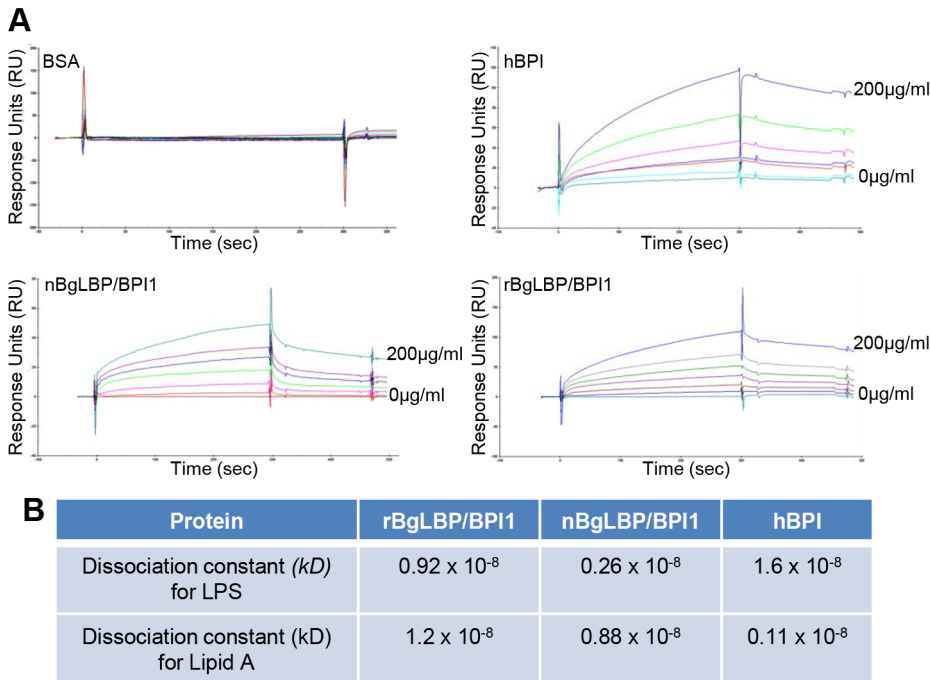 A
BSA
Response Units (RU)
Time (sec)
hBPI
Response Units (RU)
200µg/ml
0µg/ml
Time (sec)
nBgLBP/BPI1
Response Units (RU)
200µg/ml
0µg/ml
Time (sec)
rBgLBP/BPI1
Response Units (RU)
200µg/ml
0µg/ml
Time (sec)
B
Protein rBgLBP/BPI1 nBgLBP/BPI1 hBPI
Dissociation constant (kD)
for LPS
0.92 x 10⁻⁸ 0.26 x 10⁻⁸ 1.6 x 10⁻⁸
Dissociation constant (kD)
for Lipid A
1.2 x 10⁻⁸ 0.88 x 10⁻⁸ 0.11 x 10⁻⁸